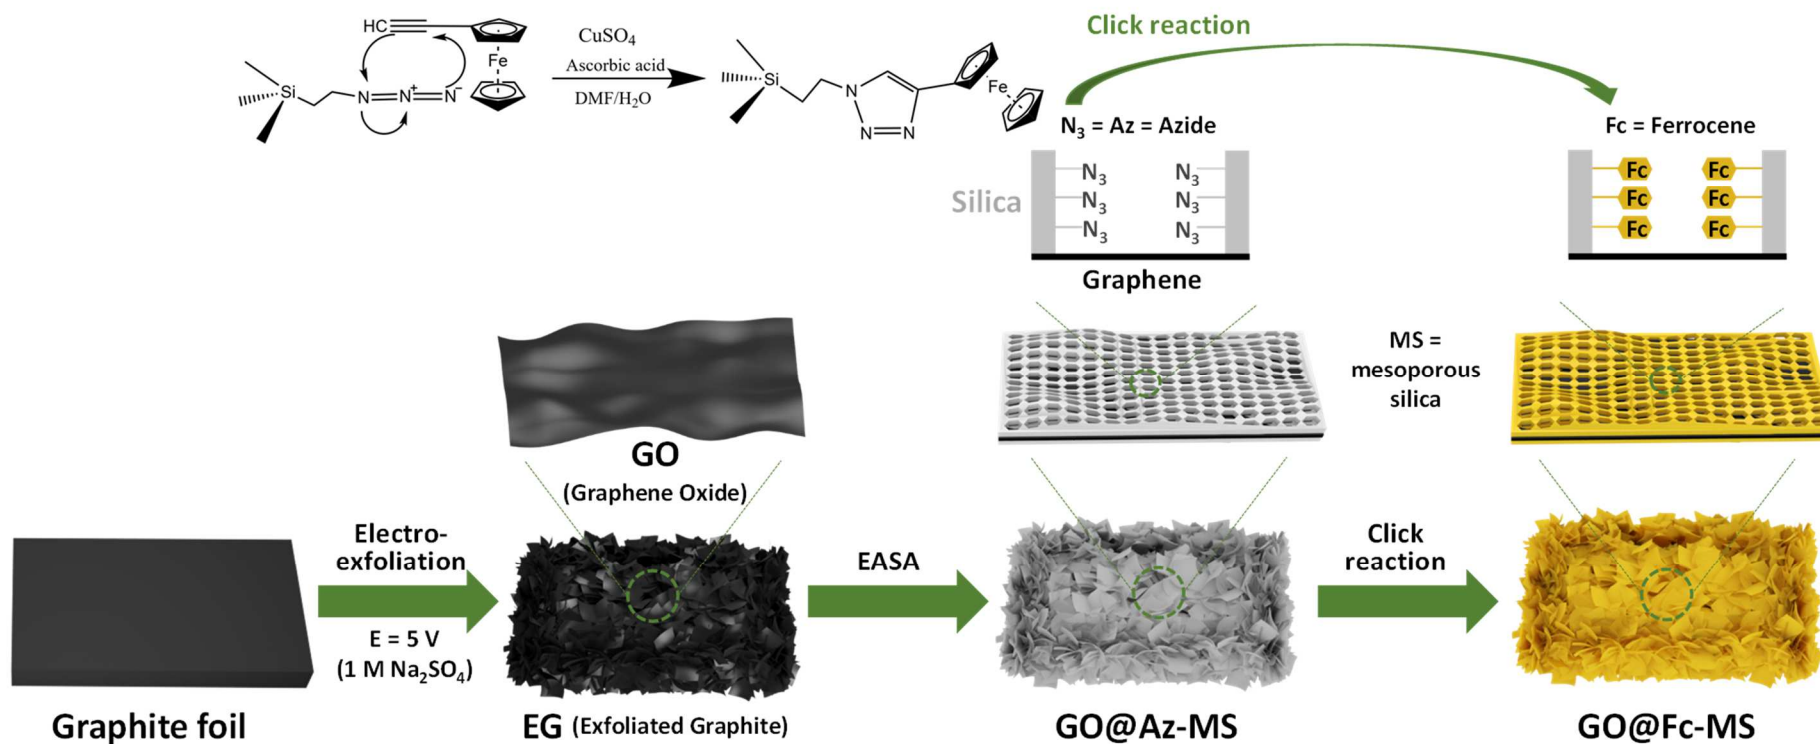 Click reaction
HC
Fe
Si
N=N⁺=N⁻
CuSO₄
Ascorbic acid
DMF/H₂O
Si
N
N=N
Fe
N₃ = Az = Azide
Fc = Ferrocene
Silica
N₃ N₃
N₃ N₃
N₃ N₃
Fc Fc
Fc Fc
Fc Fc
Graphene
MS =
mesoporous
silica
GO
(Graphene Oxide)
Electro-
exfoliation
E = 5 V
(1 M Na₂SO₄)
EASA
Click
reaction
Graphite foil
EG (Exfoliated Graphite)
GO@Az-MS
GO@Fc-MS